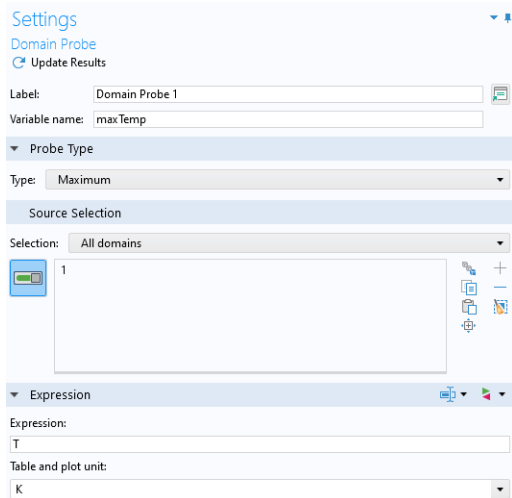 Settings
Domain Probe
Update Results
Label: Domain Probe 1
Variable name: maxTemp
Probe Type
Type: Maximum
Source Selection
Selection: All domains
1
Expression
Expression:
T
Table and plot unit:
K